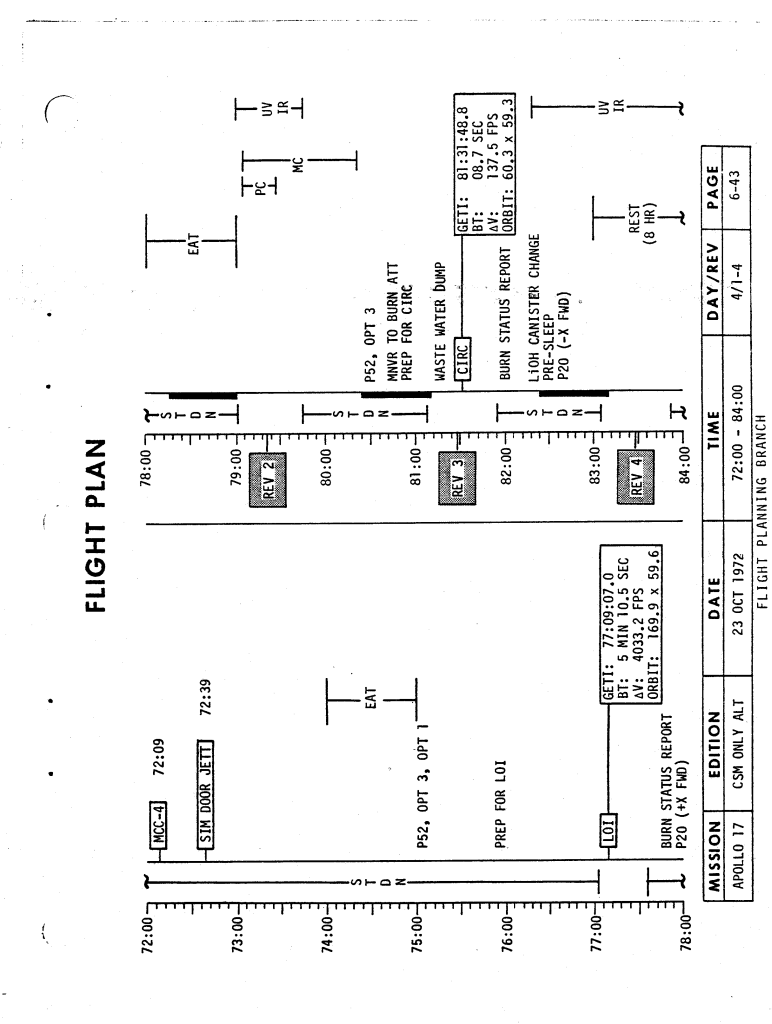 FLIGHT PLAN
72:00
73:00
74:00
75:00
76:00
77:00
78:00
S
T
D
N
MCC-4
72:09
SIM DOOR JETT
72:39
EAT
P52, OPT 3, OPT 1
PREP FOR LOI
LOI
GETI: 77:09:07.0
BT: 5 MIN 10.5 SEC
ΔV: 4033.2 FPS
ORBIT: 169.9 x 59.6
BURN STATUS REPORT
P20 (+X FWD)
78:00
79:00
80:00
81:00
82:00
83:00
84:00
REV 2
REV 3
REV 4
S
T
D
N
S
T
D
N
S
T
D
N
EAT
PC
MC
UV
IR
P52, OPT 3
MNVR TO BURN ATT
PREP FOR CIRC
WASTE WATER DUMP
CIRC
GETI: 81:31:48.8
BT: 08.7 SEC
ΔV: 137.5 FPS
ORBIT: 60.3 x 59.3
BURN STATUS REPORT
LiOH CANISTER CHANGE
PRE-SLEEP
P20 (-X FWD)
REST
(8 HR)
UV
IR
MISSION EDITION DATE TIME DAY/REV PAGE
APOLLO 17 CSM ONLY ALT 23 OCT 1972 72:00 - 84:00 4/1-4 6-43
FLIGHT PLANNING BRANCH